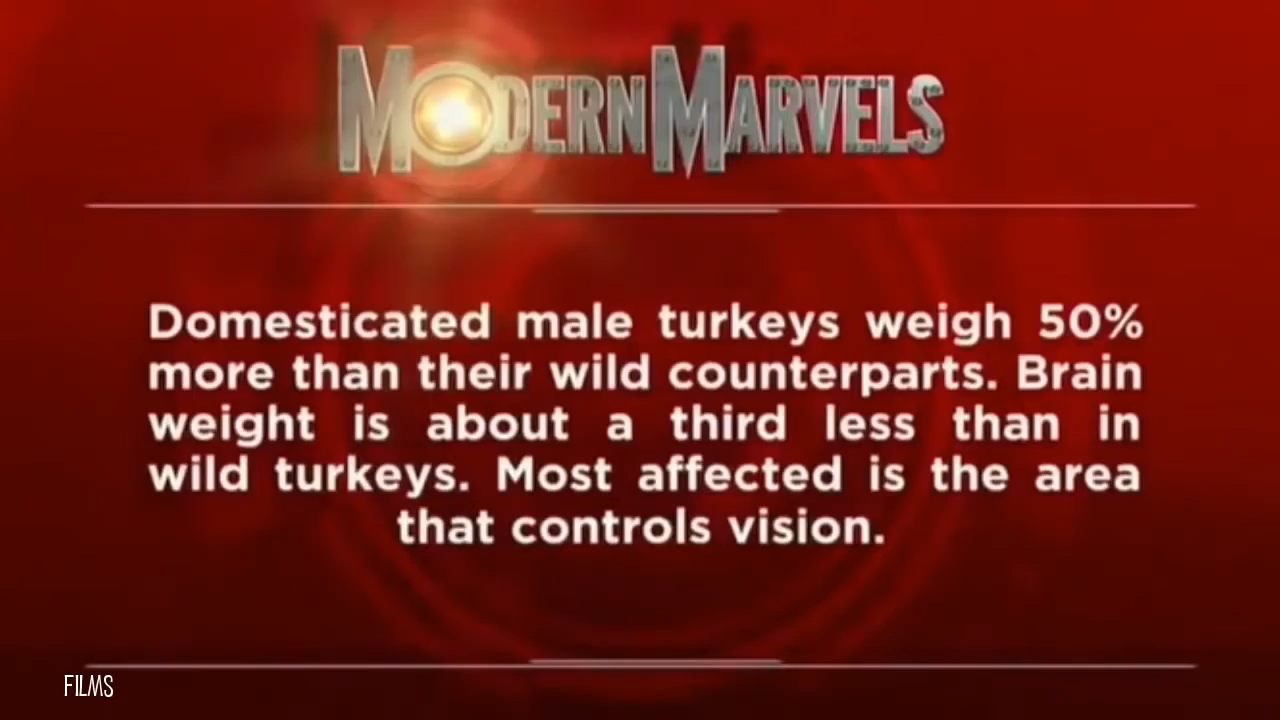 MODERN MARVELS
Domesticated male turkeys weigh 50%
more than their wild counterparts. Brain
weight is about a third less than in
wild turkeys. Most affected is the area
that controls vision.
FILMS